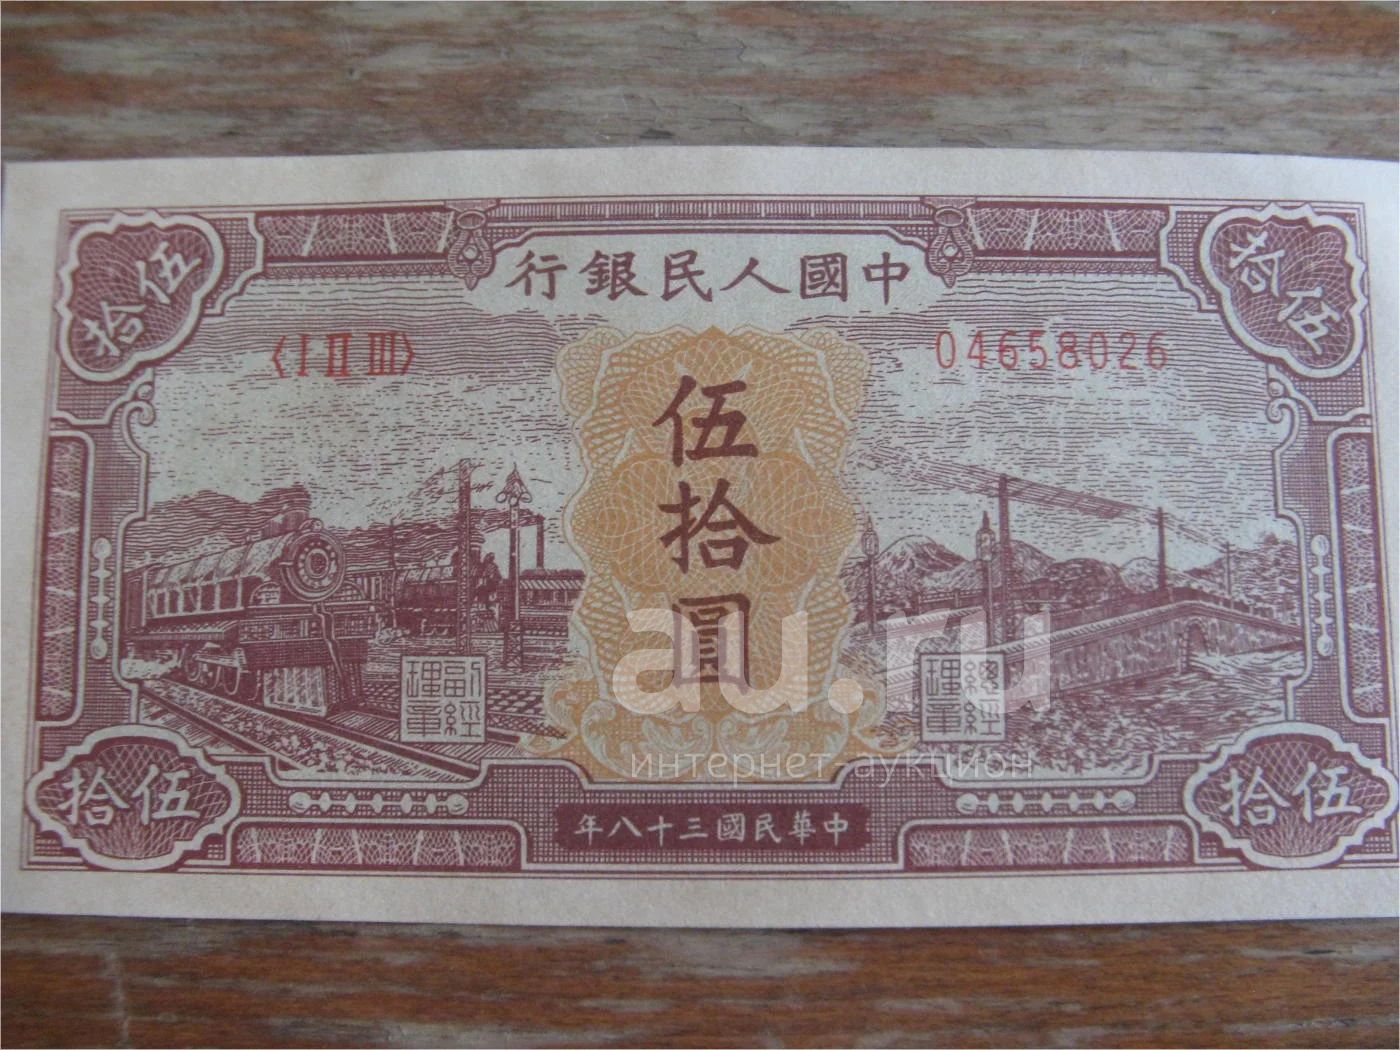 伍拾
中國人民銀行
伍拾
〈I II III〉
04658026
伍拾圓
副經理章
總經理章
au.ru
интернет аукцион
伍拾
中華民國三十八年
伍拾